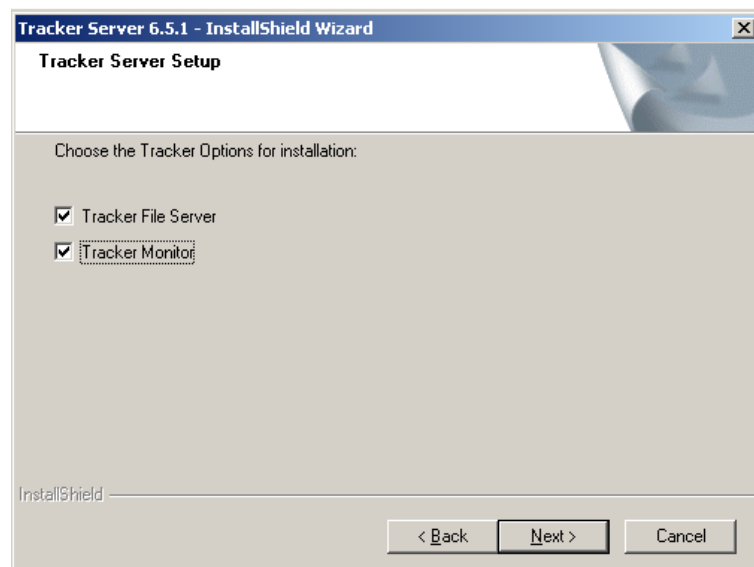 Tracker Server 6.5.1 - InstallShield Wizard
Tracker Server Setup
Choose the Tracker Options for installation:
Tracker File Server
Tracker Monitor
InstallShield
< Back Next > Cancel